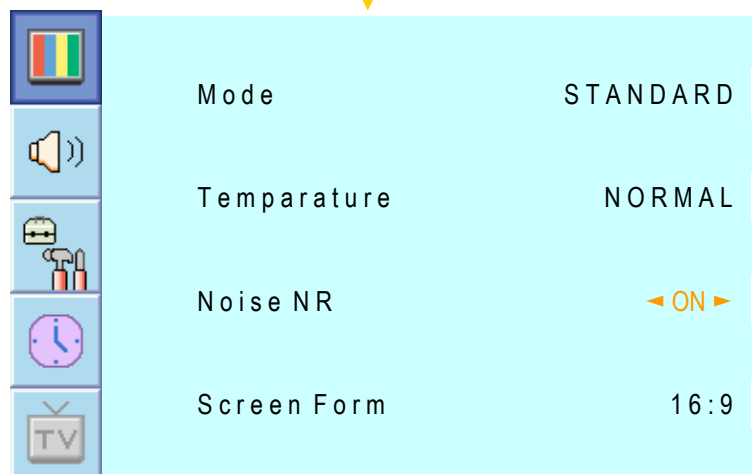 Mode STANDARD
Temparature NORMAL
Noise NR ◄ ON ►
Screen Form 16:9
TV